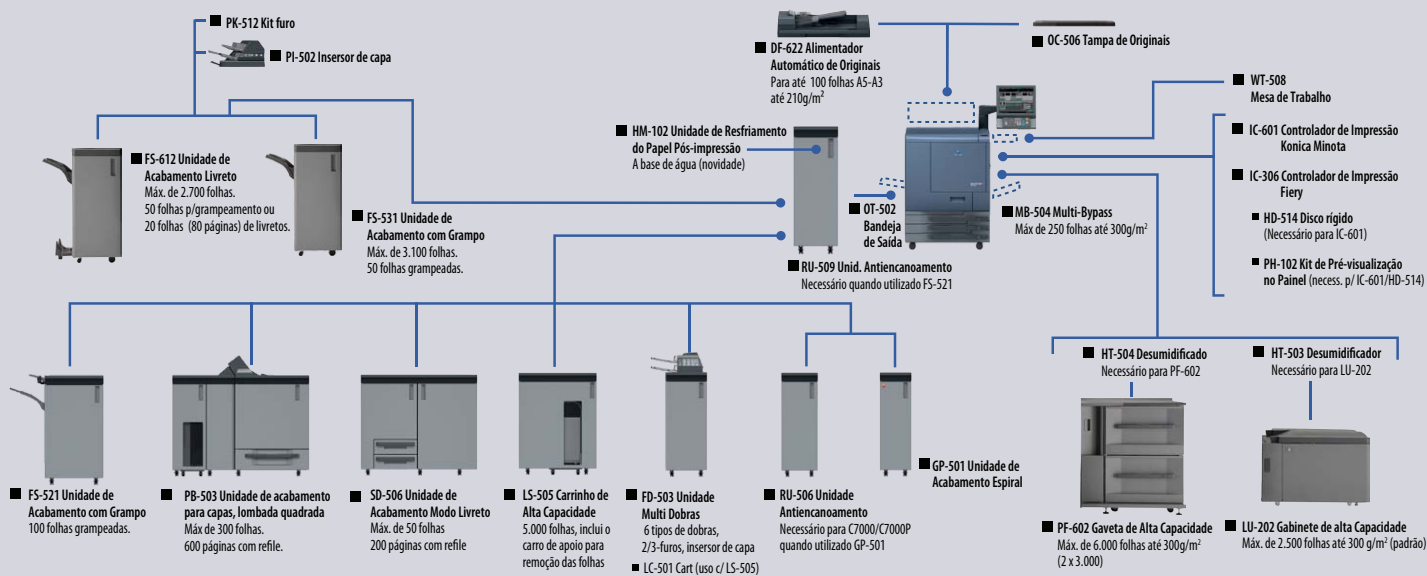 PK-512 Kit furo
PI-502 Insersor de capa
FS-612 Unidade de
Acabamento Livreto
Máx. de 2.700 folhas.
50 folhas p/grampeamento ou
20 folhas (80 páginas) de livretos.
FS-531 Unidade de
Acabamento com Grampo
Máx. de 3.100 folhas.
50 folhas grampeadas.
DF-622 Alimentador
Automático de Originais
Para até 100 folhas A5-A3
até 210g/m²
OC-506 Tampa de Originais
HM-102 Unidade de Resfriamento
do Papel Pós-impressão
A base de água (novidade)
OT-502
Bandeja
de Saída
RU-509 Unid. Antiencanoamento
Necessário quando utilizado FS-521
MB-504 Multi-Bypass
Máx de 250 folhas até 300g/m²
WT-508
Mesa de Trabalho
IC-601 Controlador de Impressão
Konica Minota
IC-306 Controlador de Impressão
Fiery
HD-514 Disco rígido
(Necessário para IC-601)
PH-102 Kit de Pré-visualização
no Painel (necess. p/ IC-601/HD-514)
HT-504 Desumidificado
Necessário para PF-602
HT-503 Desumidificador
Necessário para LU-202
FS-521 Unidade de
Acabamento com Grampo
100 folhas grampeadas.
PB-503 Unidade de acabamento
para capas, lombada quadrada
Máx de 300 folhas.
600 páginas com refile.
SD-506 Unidade de
Acabamento Modo Livreto
Máx. de 50 folhas
200 páginas com refile
LS-505 Carrinho de
Alta Capacidade
5.000 folhas, inclui o
carro de apoio para
remoção das folhas
FD-503 Unidade
Multi Dobras
6 tipos de dobras,
2/3-furos, insersor de capa
LC-501 Cart (uso c/ LS-505)
RU-506 Unidade
Antiencanoamento
Necessário para C7000/C7000P
quando utilizado GP-501
GP-501 Unidade de
Acabamento Espiral
PF-602 Gaveta de Alta Capacidade
Máx. de 6.000 folhas até 300g/m²
(2 x 3.000)
LU-202 Gabinete de alta Capacidade
Máx. de 2.500 folhas até 300 g/m² (padrão)